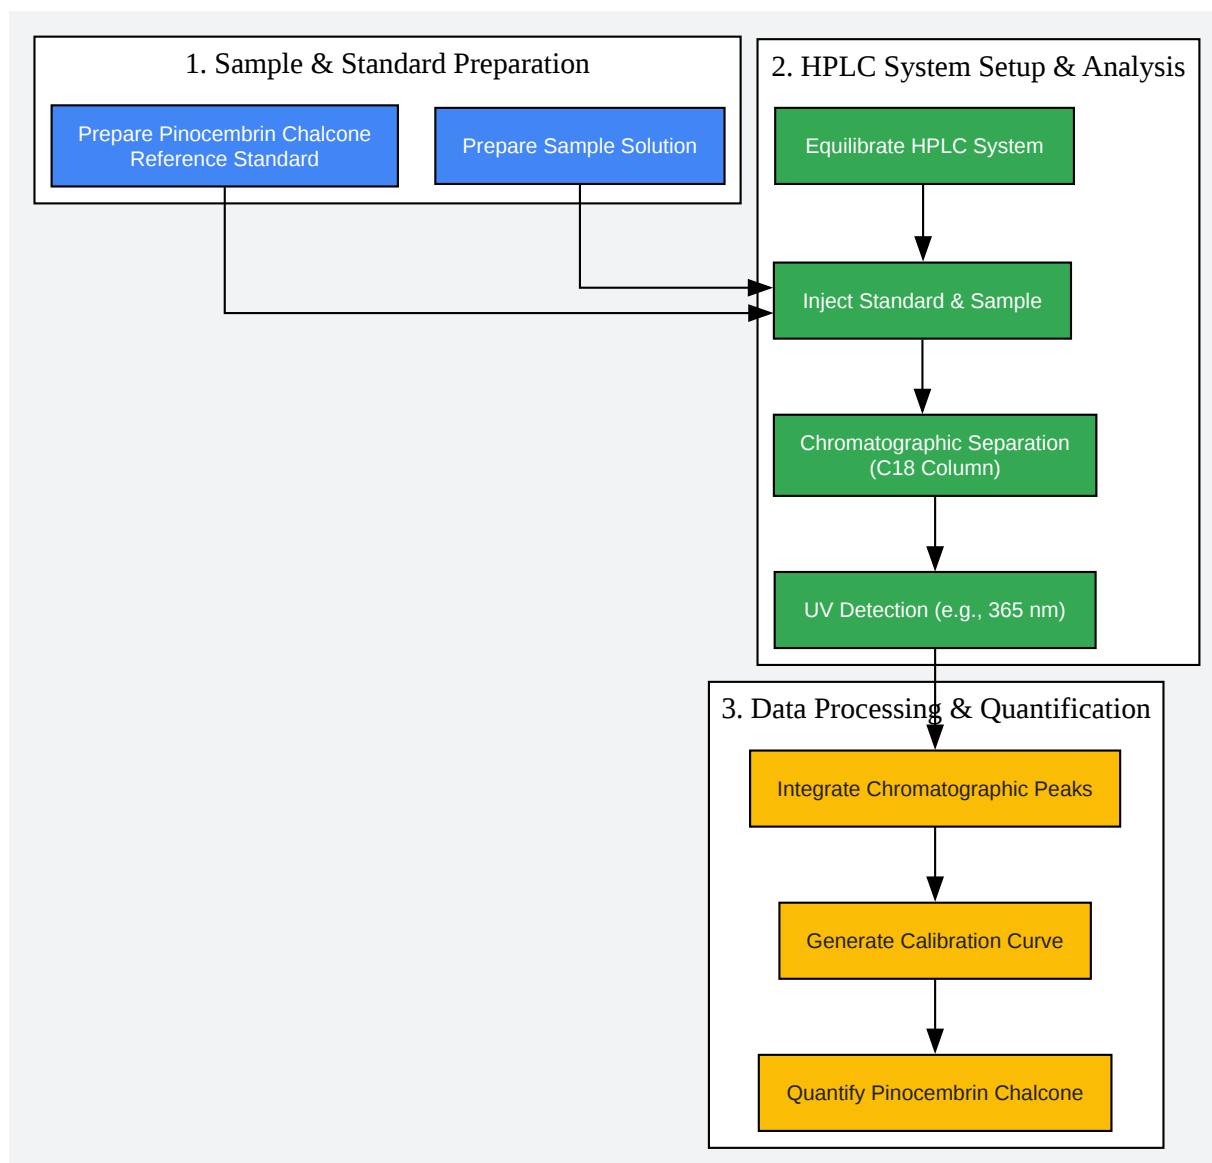 1. Sample & Standard Preparation
Prepare Pinocembrin Chalcone
Reference Standard
Prepare Sample Solution
2. HPLC System Setup & Analysis
Equilibrate HPLC System
Inject Standard & Sample
Chromatographic Separation
(C18 Column)
UV Detection (e.g., 365 nm)
3. Data Processing & Quantification
Integrate Chromatographic Peaks
Generate Calibration Curve
Quantify Pinocembrin Chalcone